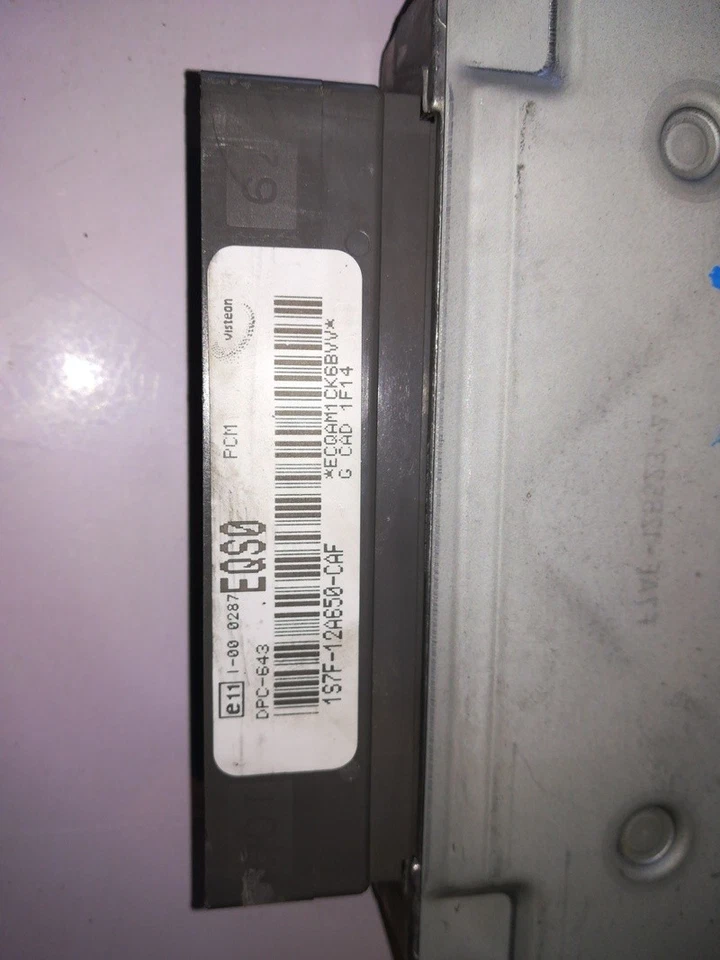 visteon
e11 I-00 0287 EQS0 PCM
DPC-643
1S7F-12A650-CAF *ECQAM1CK6BVV*
G CAD 1F14